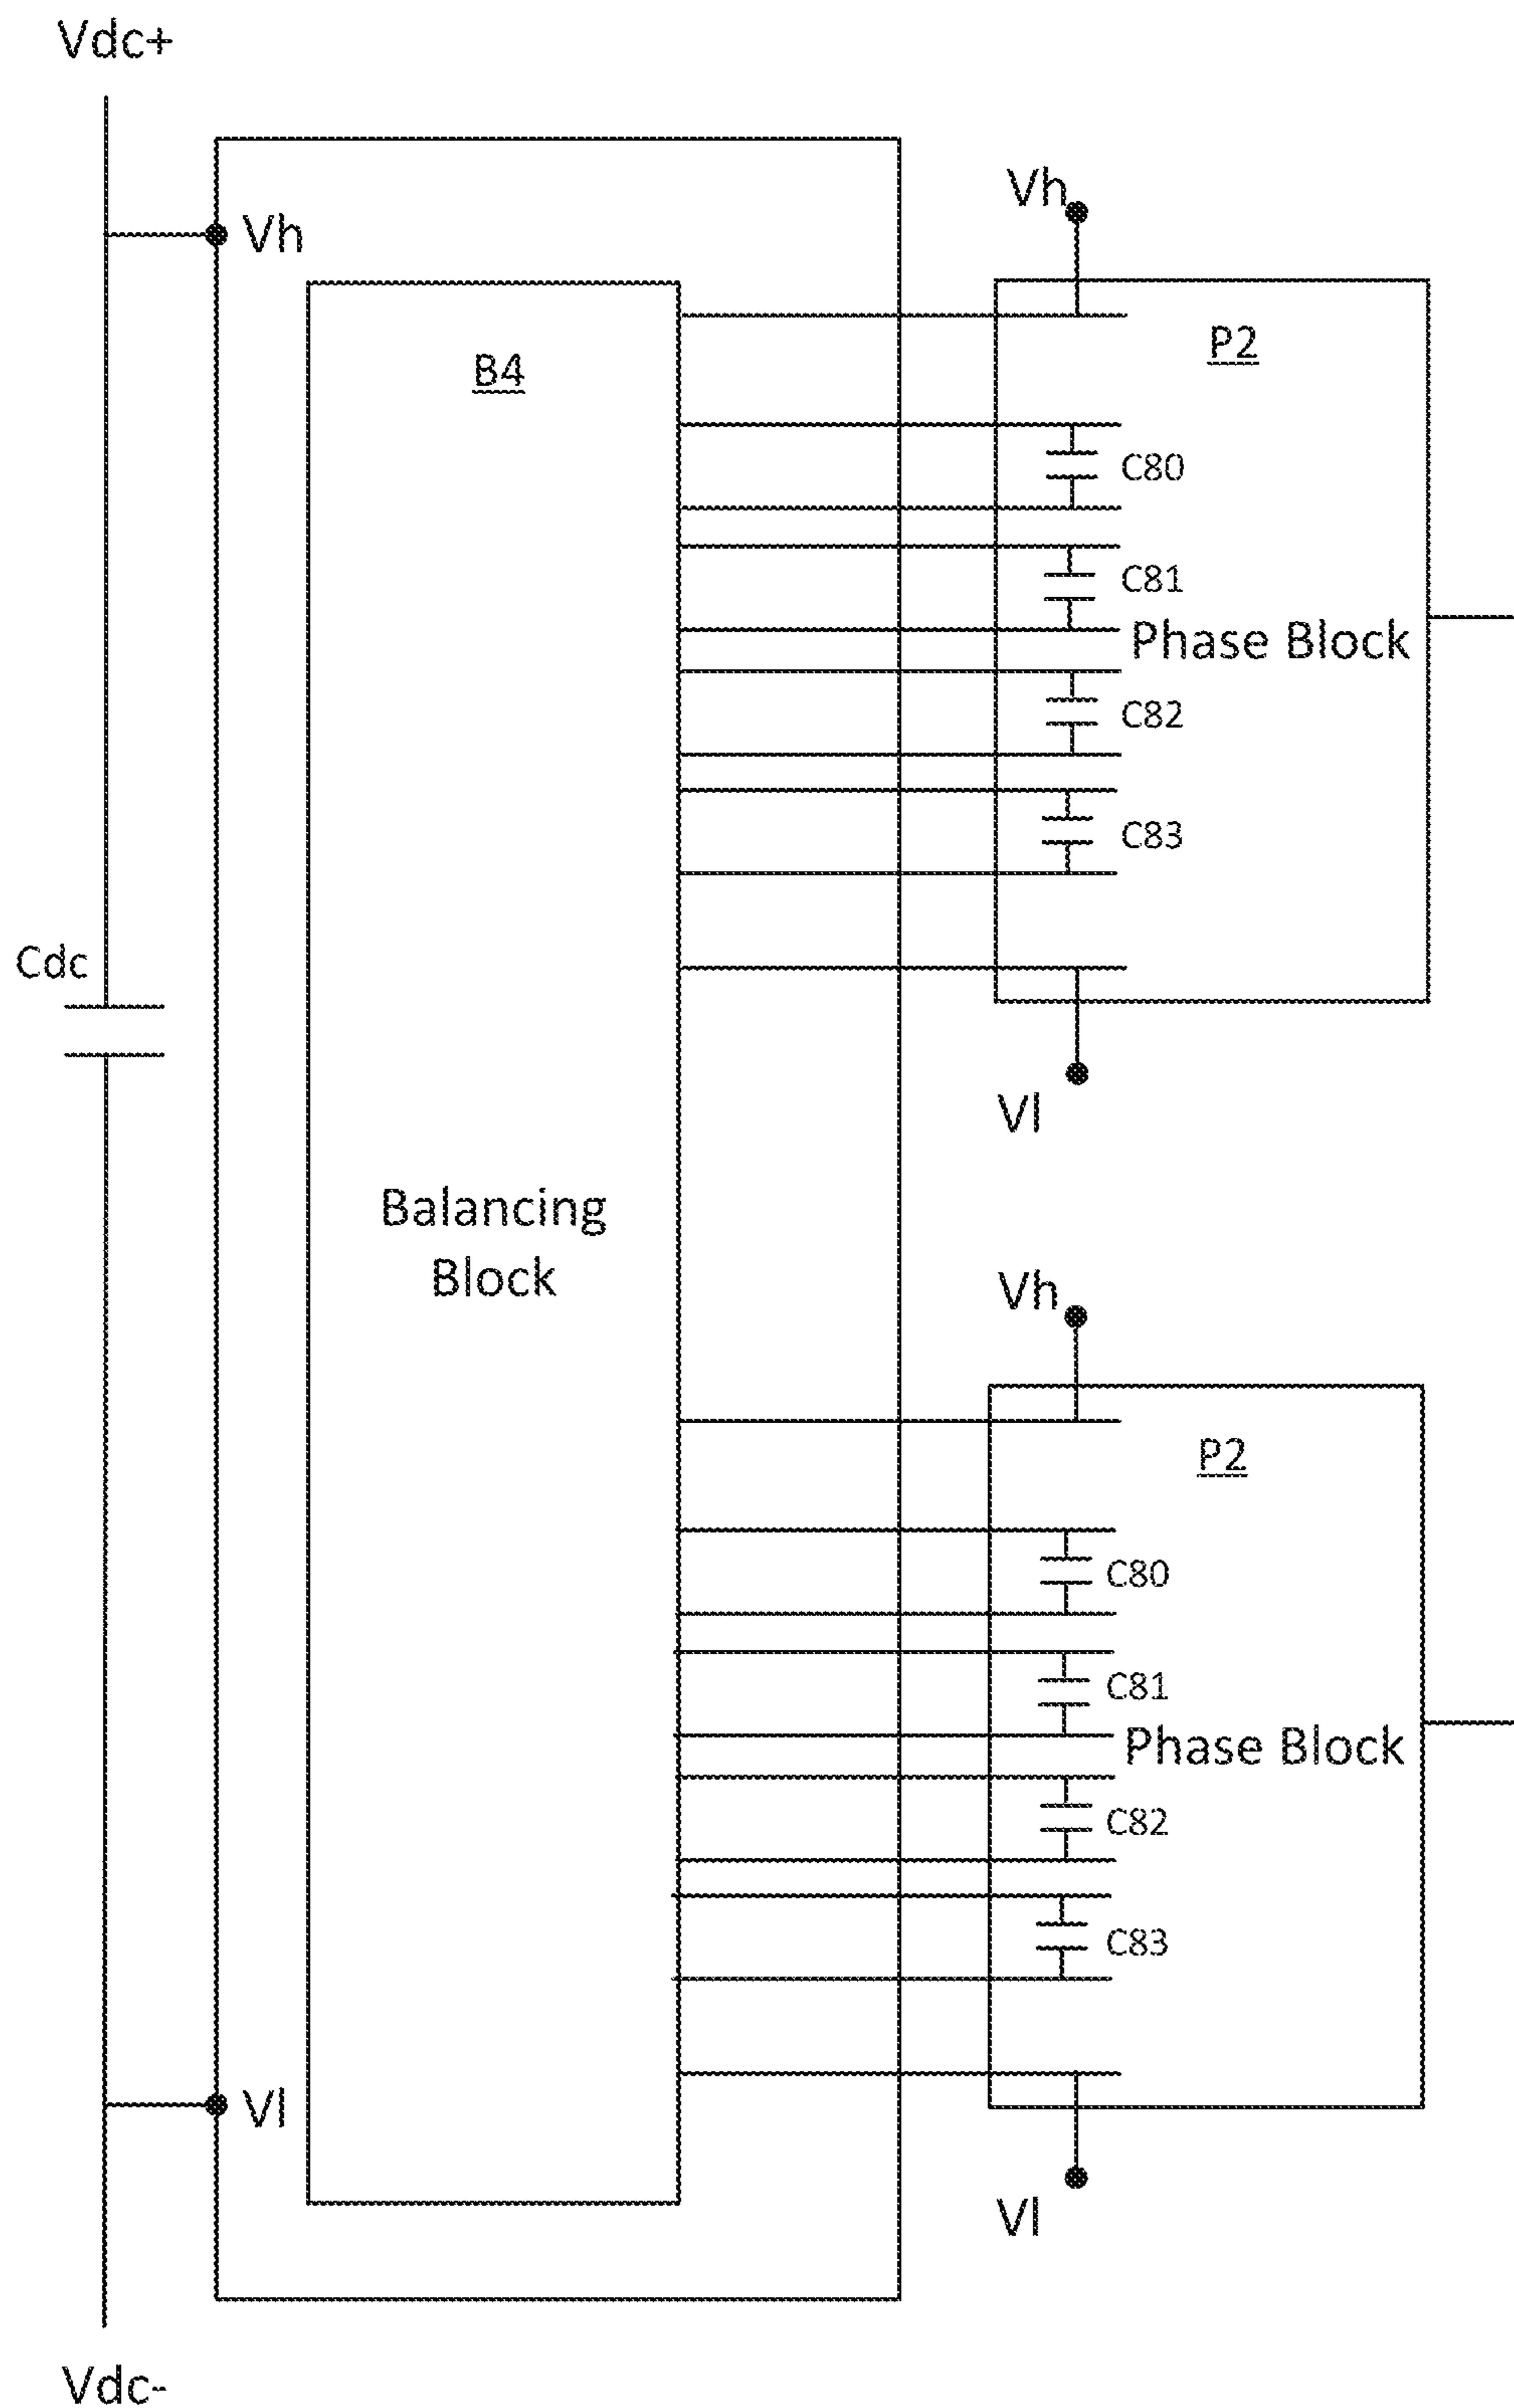 Vdc+
Vh
Vh
B4
P2
C80
C81
Phase Block
C82
C83
Cdc
Vl
Balancing
Block
Vh
P2
C80
C81
Phase Block
C82
C83
Vl
Vl
Vdc-